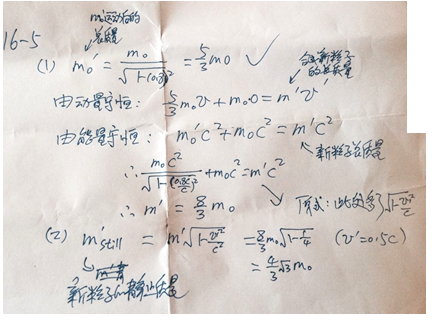 m₀运动后的
总质量
16-5
(1) m₀' = m₀/√(1-(0.8)²) = 5/3 m₀ ✓
合成新粒子
的总质量
由动量守恒: 5/3 m₀v + m₀·0 = m'v'
由能量守恒: m₀'c² + m₀c² = m'c²
新粒子总质量
∴ m₀c²/√(1-(0.8c/c)²) + m₀c² = m'c²
∴ m' = 8/3 m₀
(2) m'still = m'√(1-v'²/c²) = 8/3 m₀√(1-1/4) (v'=0.5c)
= 4/3 √3 m₀
新粒子的静止质量